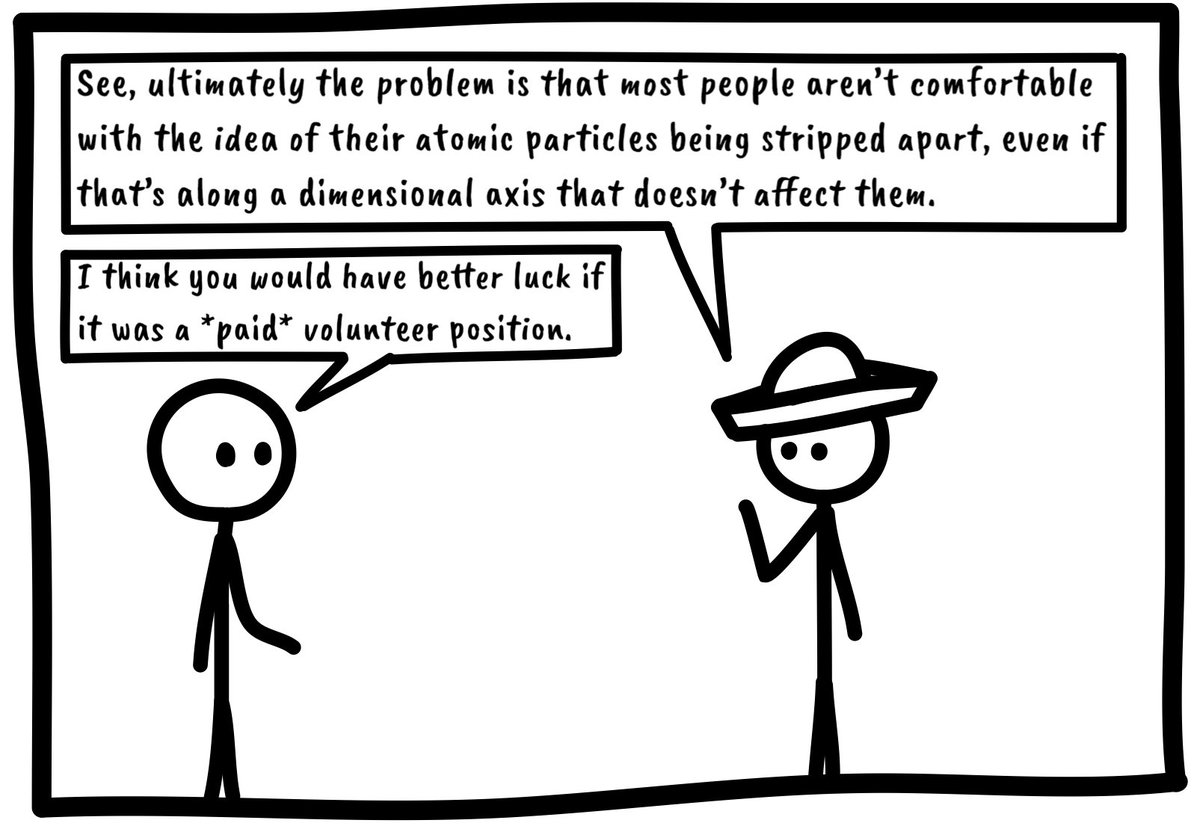 See, ultimately the problem is that most people aren't comfortable
with the idea of their atomic particles being stripped apart, even if
that's along a dimensional axis that doesn't affect them.
I think you would have better luck if
it was a *paid* volunteer position.